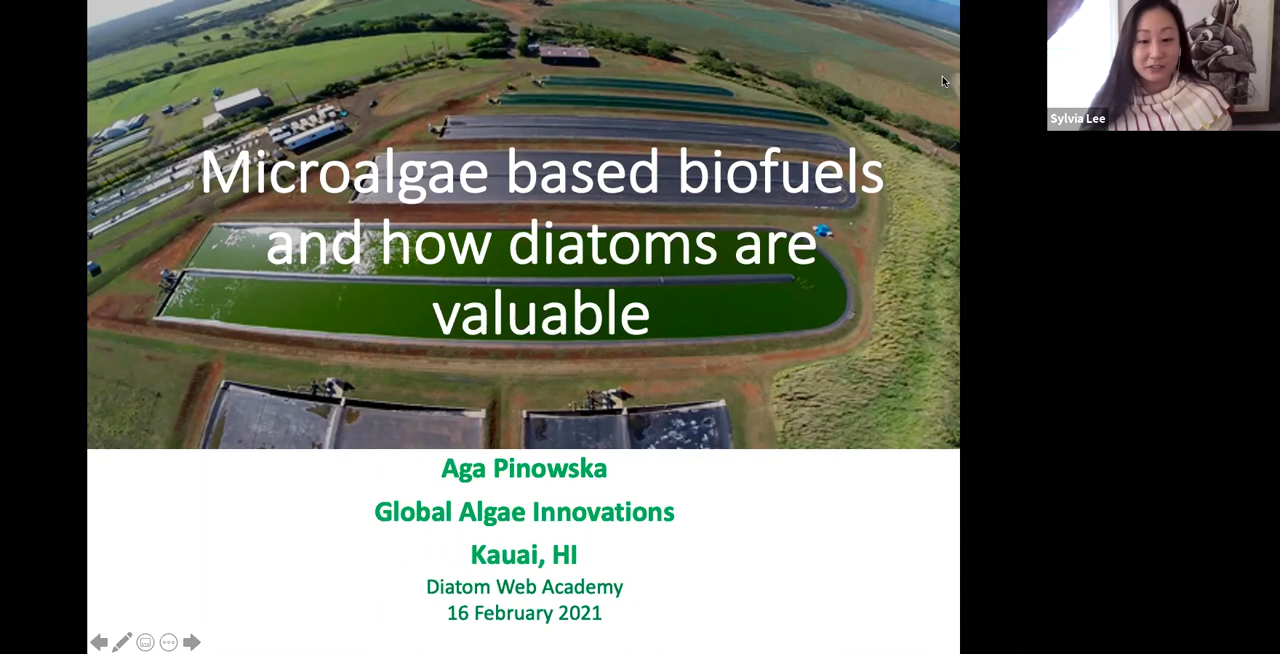 Microalgae based biofuels
and how diatoms are
valuable
Aga Pinowska
Global Algae Innovations
Kauai, HI
Diatom Web Academy
16 February 2021
Sylvia Lee